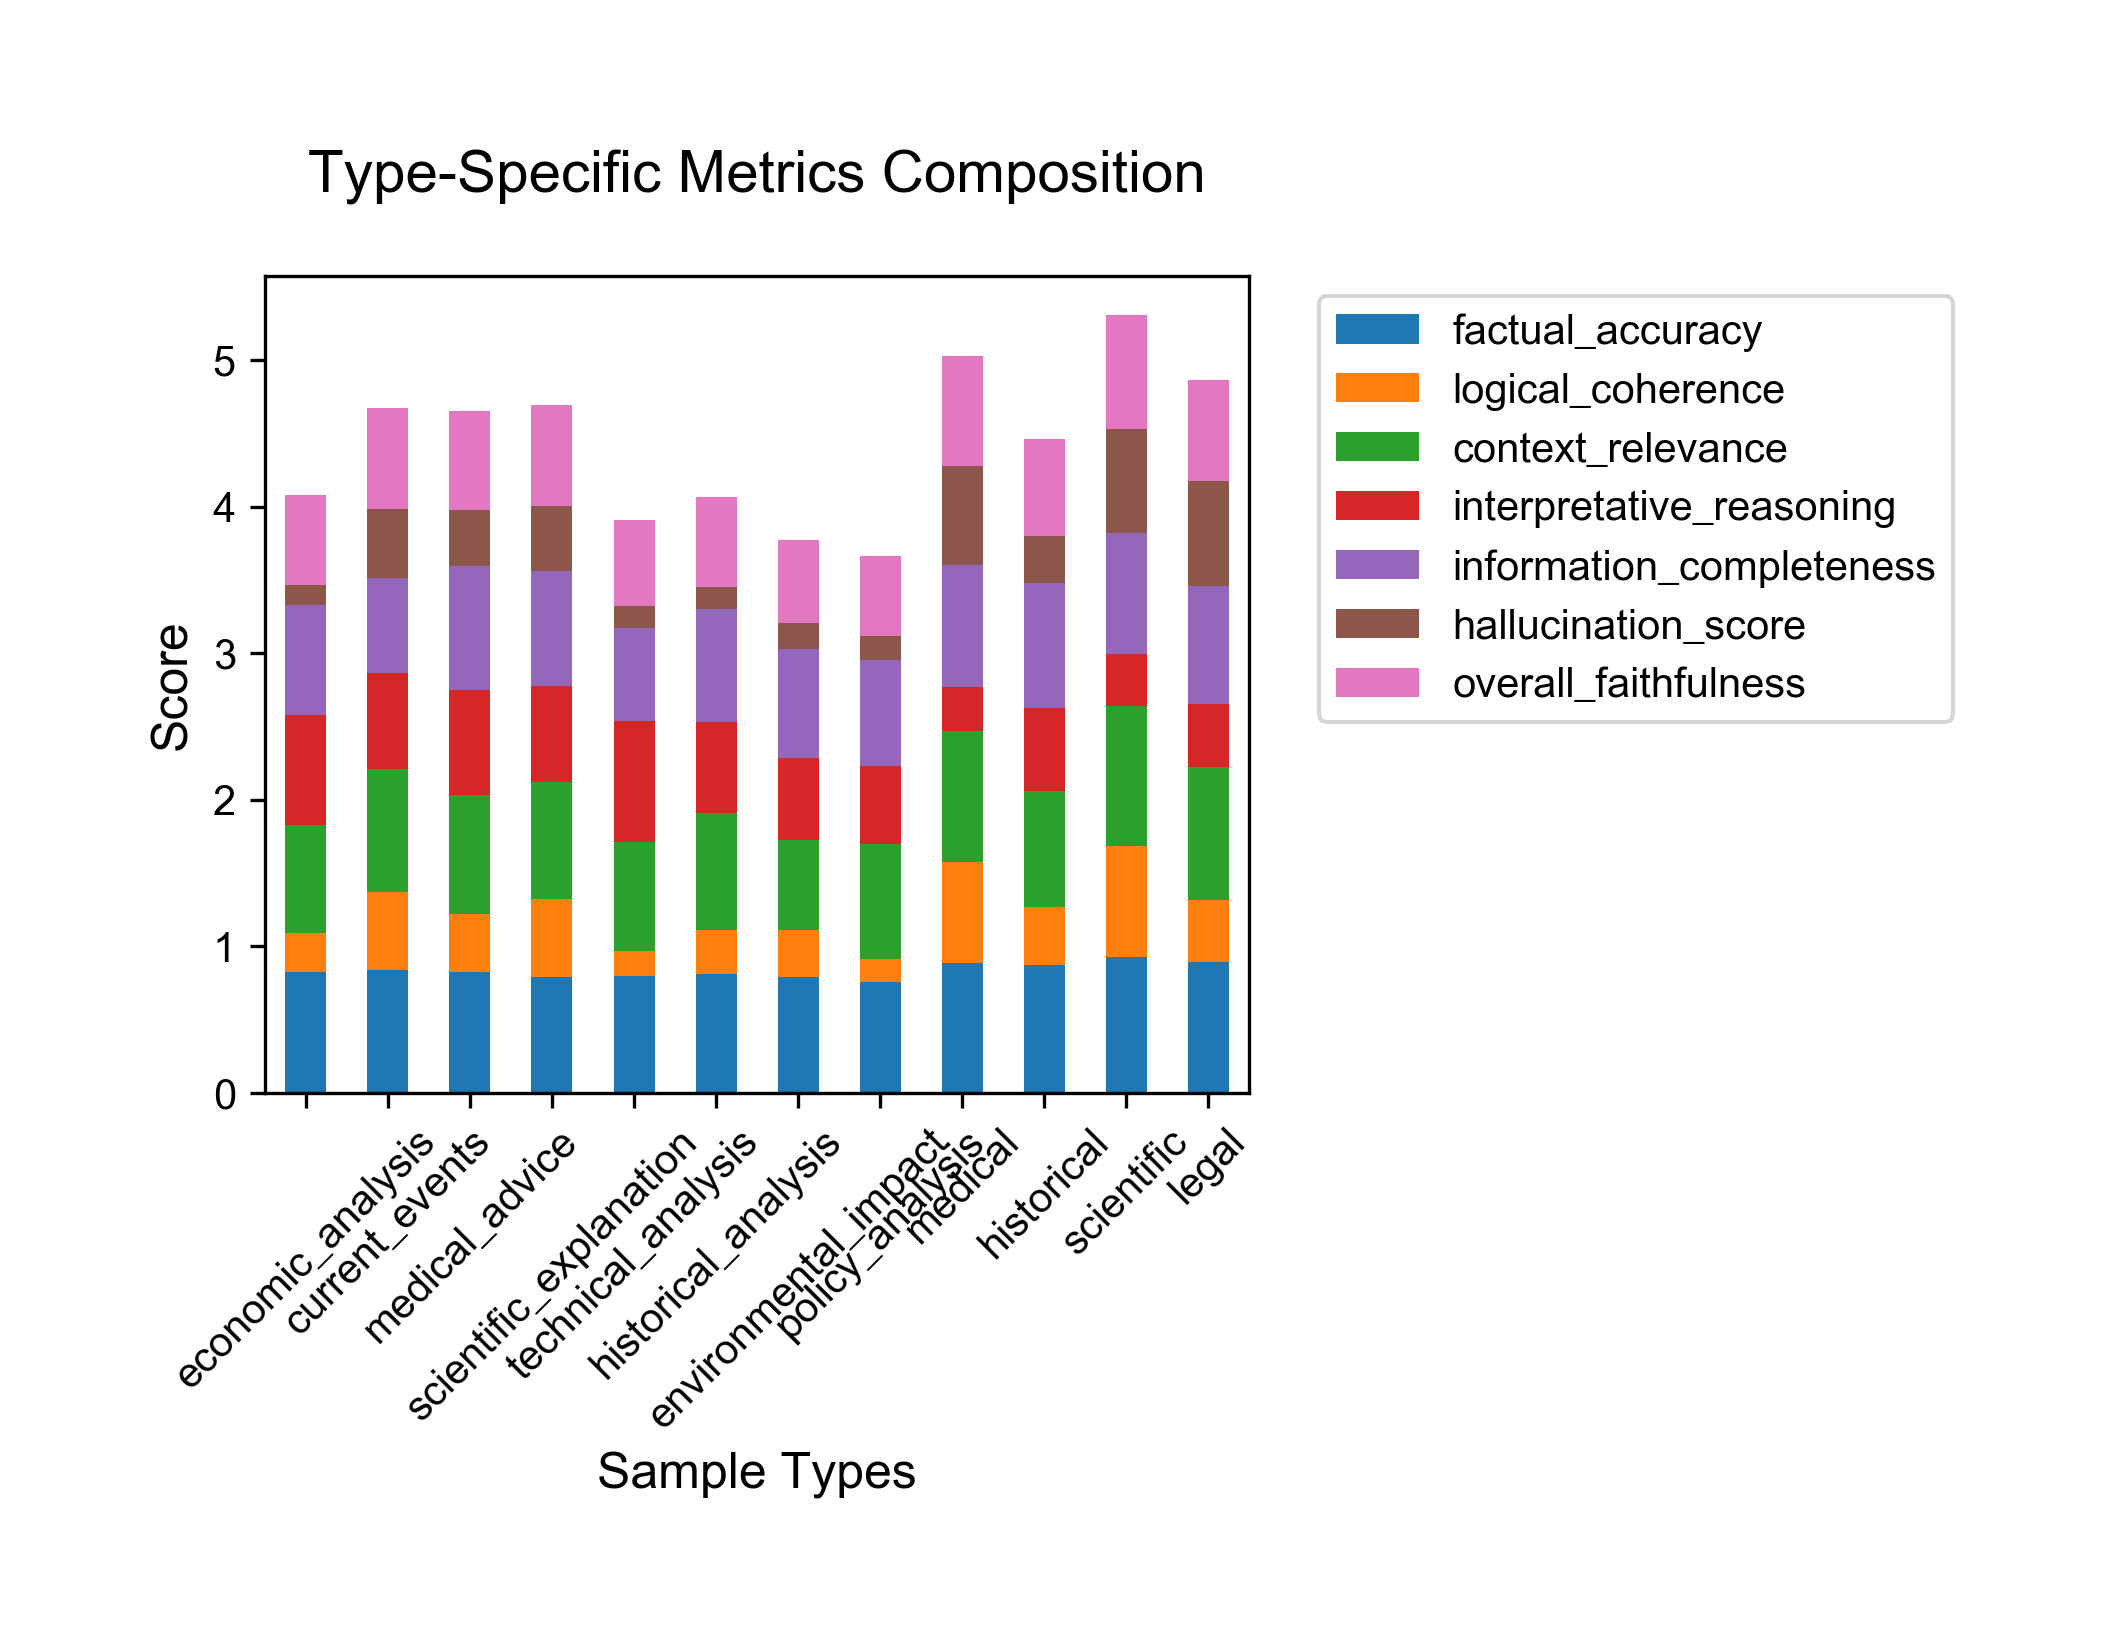 Type-Specific Metrics Composition
factual_accuracy
logical_coherence
context_relevance
interpretative_reasoning
information_completeness
hallucination_score
overall_faithfulness
Score
5
4
3
2
1
0
economic_analysis
current_events
medical_advice
scientific_explanation
technical_analysis
historical_analysis
environmental_impact
policy_analysis
medical
historical
scientific
legal
Sample Types